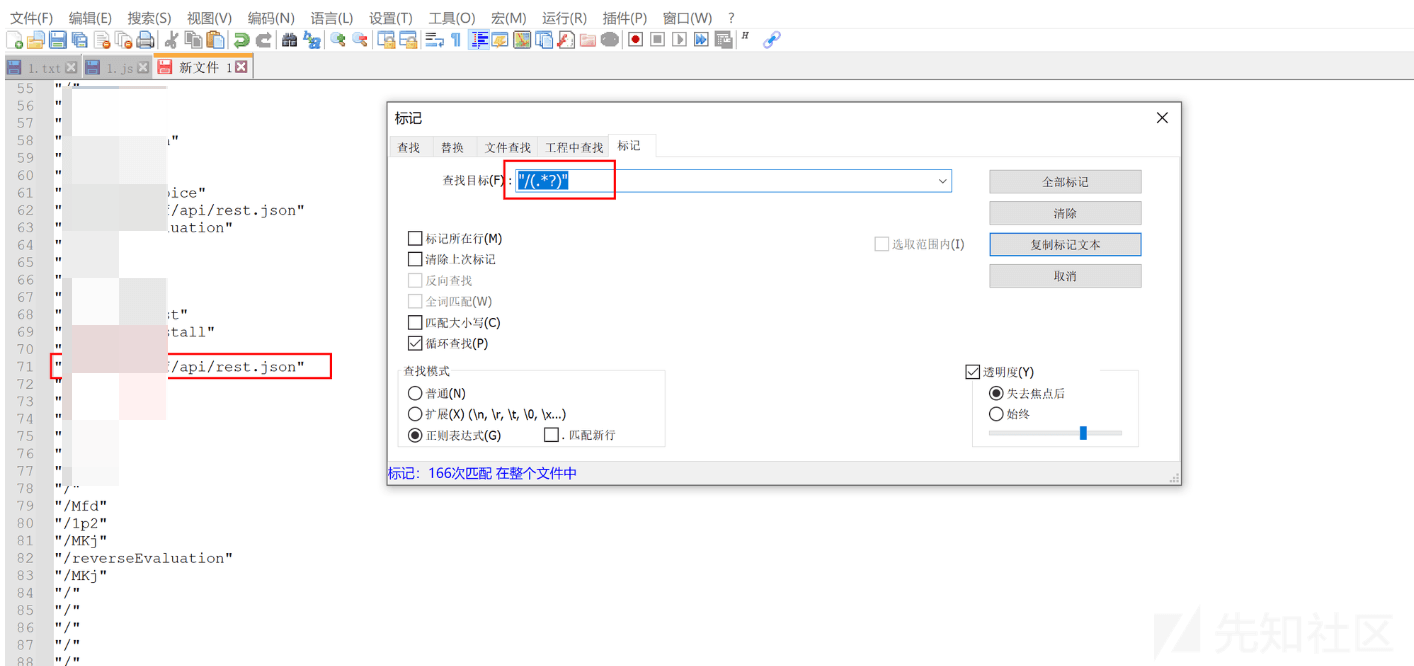 文件(F) 编辑(E) 搜索(S) 视图(V) 编码(N) 语言(L) 设置(T) 工具(O) 宏(M) 运行(R) 插件(P) 窗口(W) ?
1.txt 1.js 新文件 1
55 "/"
56 "
57 "
58 "
59 "
60 "
61 " oice"
62 " f/api/rest.json"
63 " luation"
64 "
65 "
66 "
67 "
68 " st"
69 " stall"
70 "
71 " f/api/rest.json"
72 "
73 "
74 "
75 "
76 "
77 "
78 "/"
79 "/Mfd"
80 "/1p2"
81 "/MKj"
82 "/reverseEvaluation"
83 "/MKj"
84 "/"
85 "/"
86 "/"
87 "/"
88 "/"
标记
查找 替换 文件查找 工程中查找 标记
查找目标(F): "/(.*?)"
全部标记
清除
复制标记文本
取消
标记所在行(M)
清除上次标记
反向查找
全词匹配(W)
匹配大小写(C)
循环查找(P)
选取范围内(I)
查找模式
普通(N)
扩展(X) (\n, \r, \t, \0, \x...)
正则表达式(G) . 匹配新行
透明度(Y)
失去焦点后
始终
标记: 166次匹配 在整个文件中
先知社区